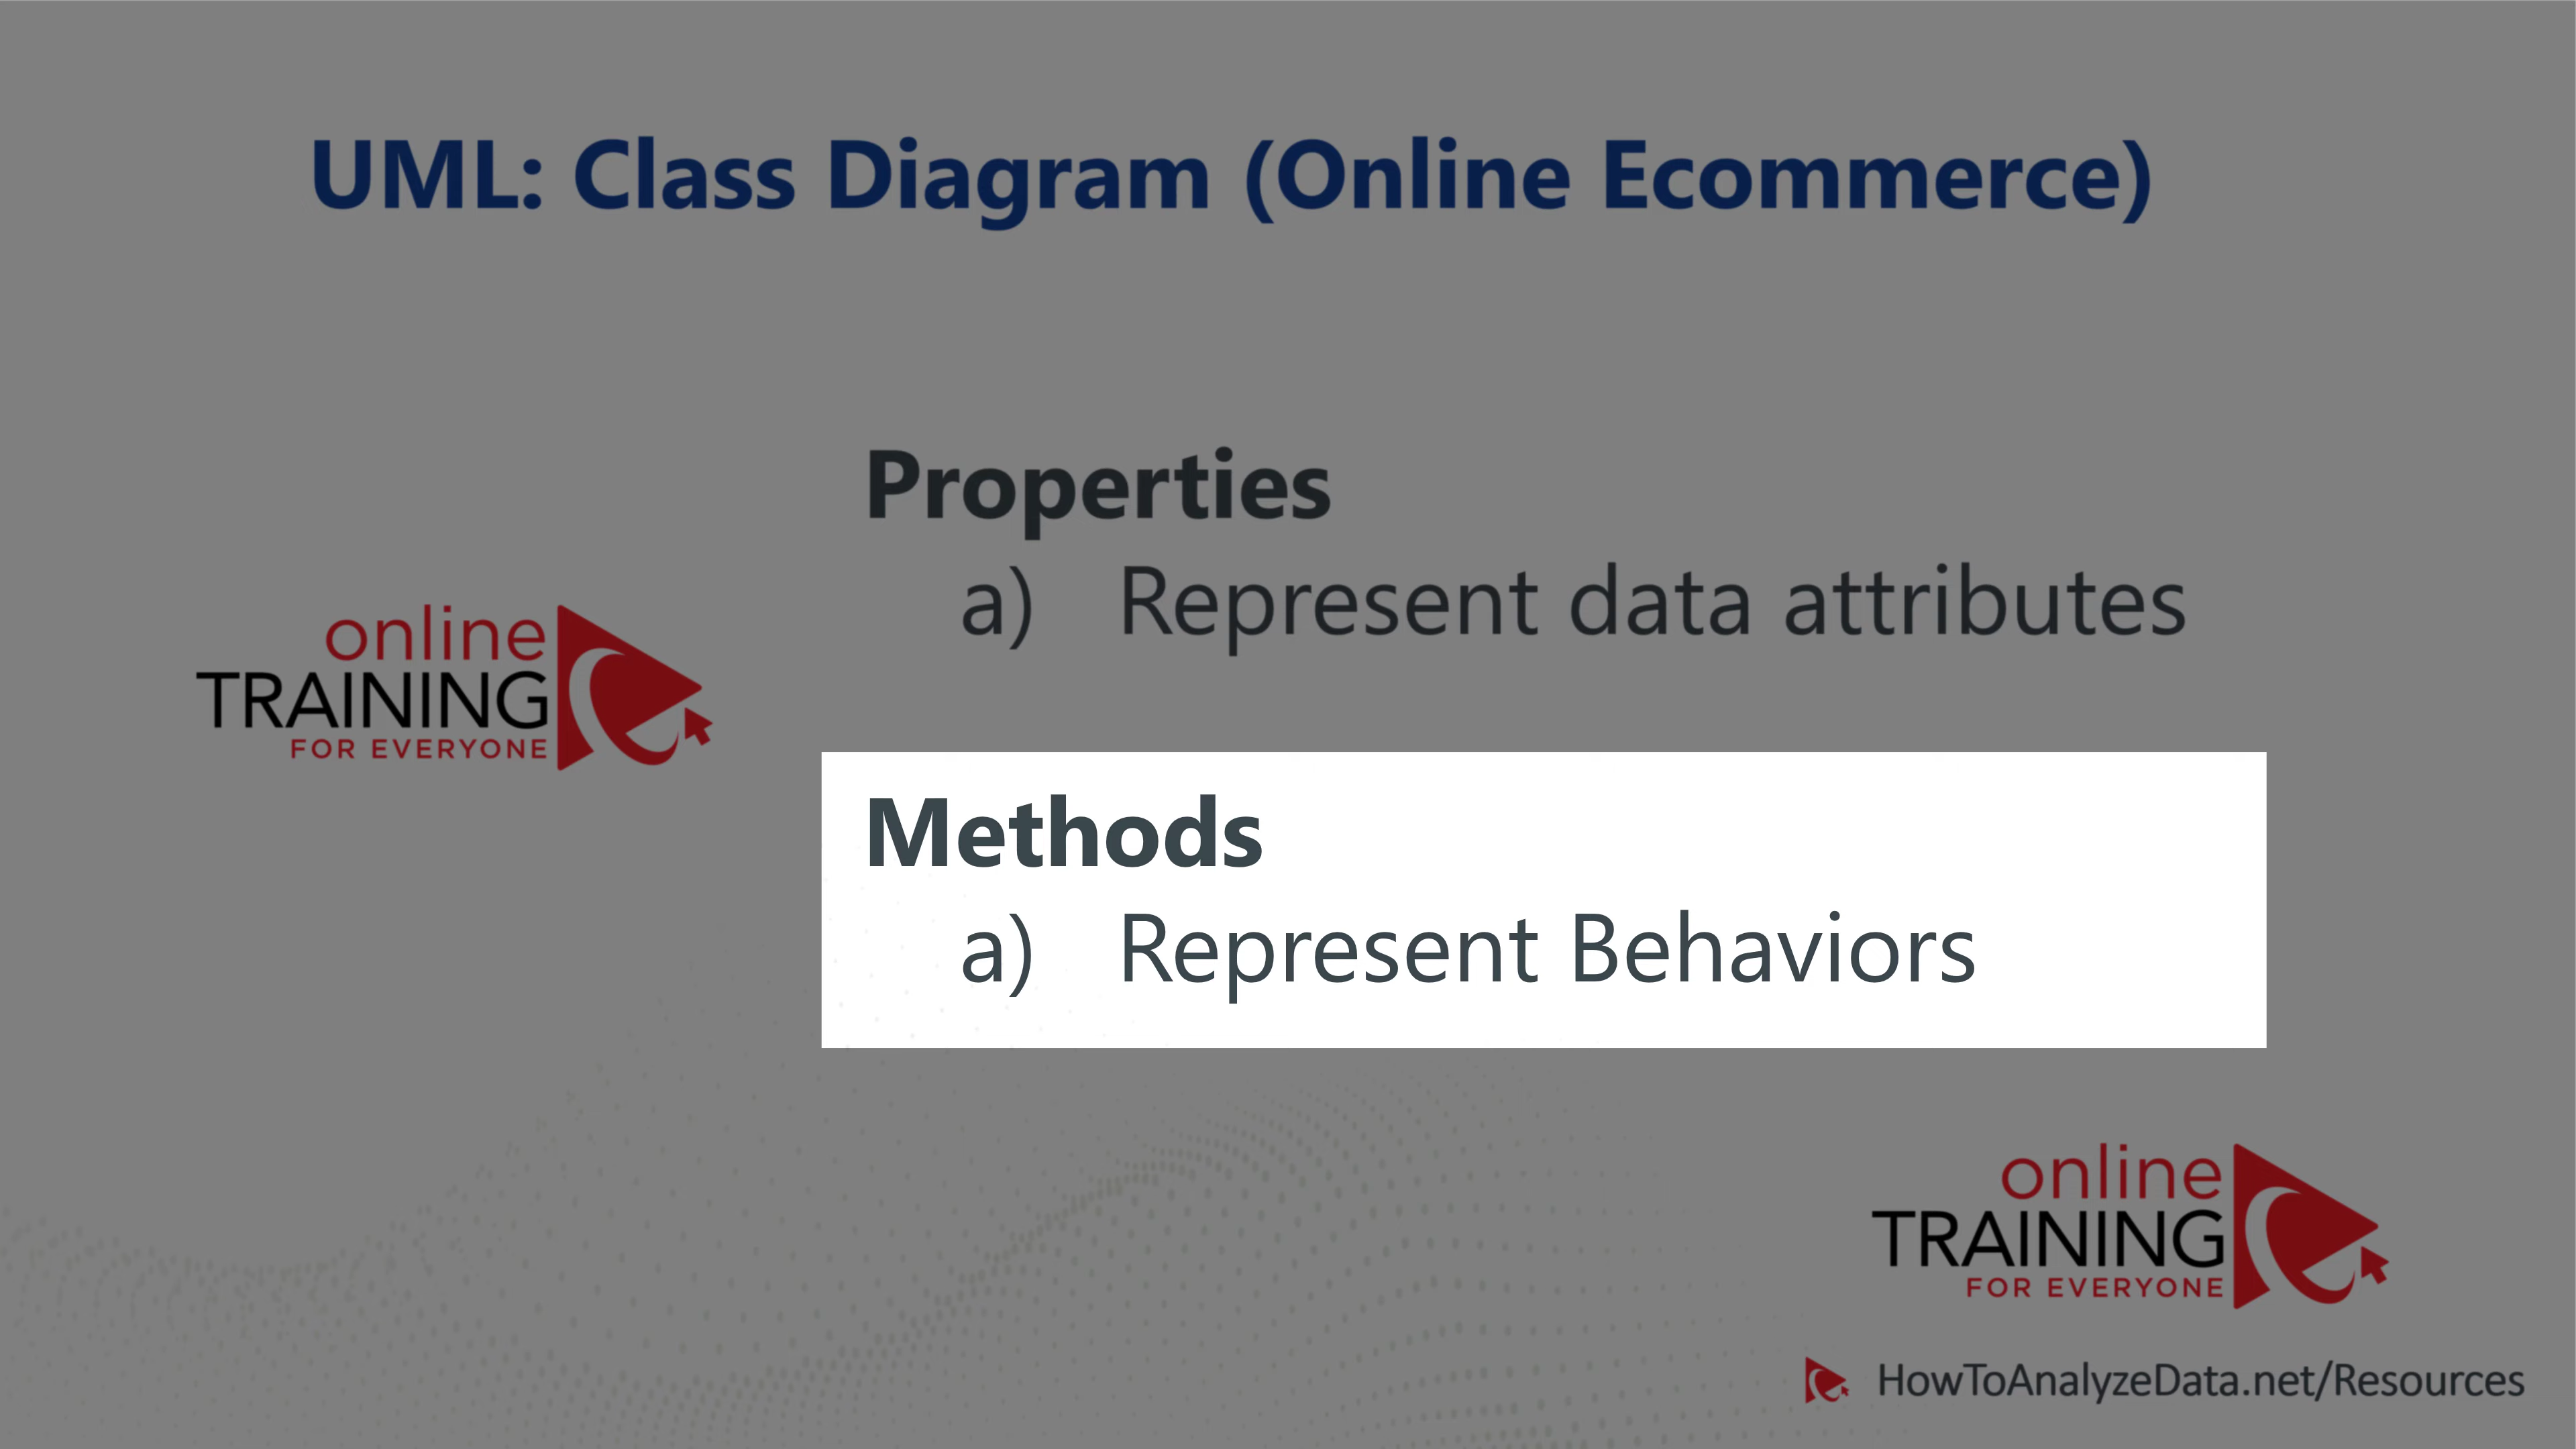 UML: Class Diagram (Online Ecommerce)
Properties
a) Represent data attributes
online
TRAINING
FOR EVERYONE
Methods
a) Represent Behaviors
online
TRAINING
FOR EVERYONE
HowToAnalyzeData.net/Resources